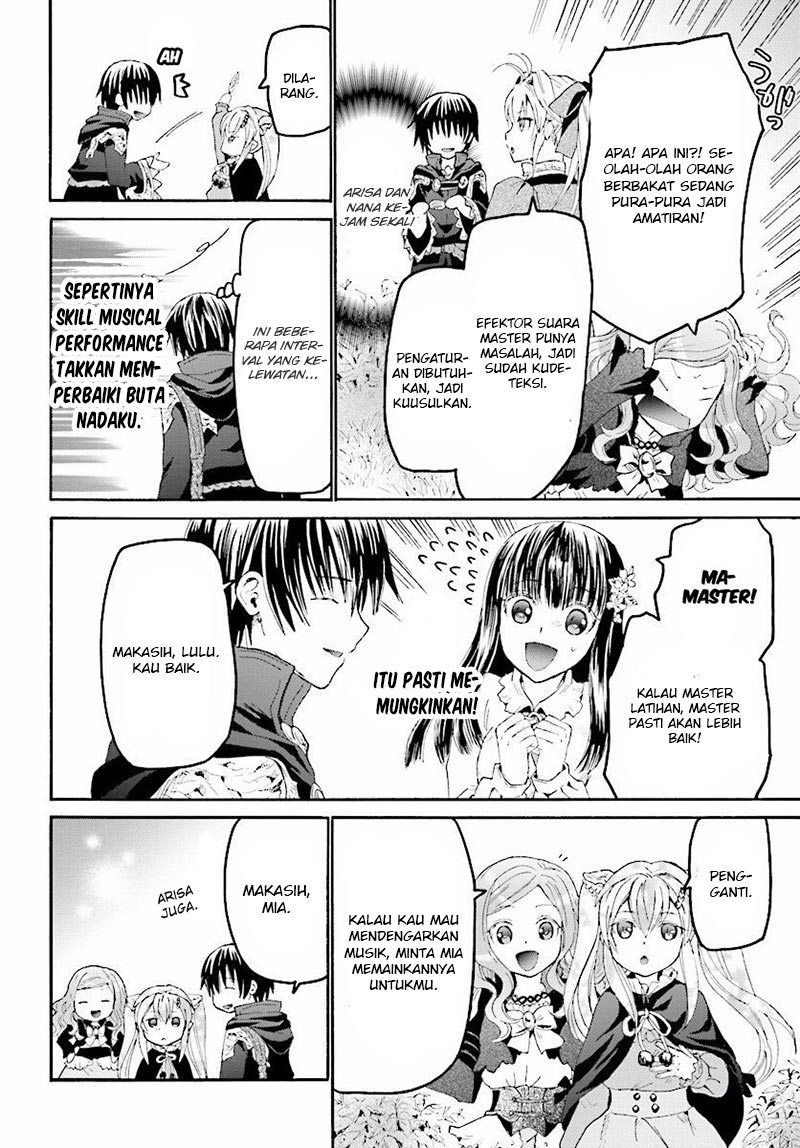 うがっ
APA! APA INI?! SE-
OLAH-OLAH ORANG
BERBAKAT SEDANG
PURA-PURA JADI
AMATIRAN!
ARISA DAN
NANA KE-
JAM SEKALI
EFEKTOR SUARA
MASTER PUNYA
MASALAH, JADI
SUDAH KUDE-
TEKSI.
PENGATUR-
AN DIBUTUH-
KAN, JADI
KUUSULKAN.
DILA-
RANG.
AH
INI BEBE-
RAPA INTER-
VAL YANG KE-
LEWATAN...
SEPERTINYA
SKILL MUSICAL
PERFORMANCE
TAKKAN MEM-
PERBAIKI BUTA
NADAKU.
MA-
MASTER!
KALAU MASTER
LATIHAN, MASTER
PASTI AKAN LEBIH
BAIK!
ITU PASTI ME-
MUNGKINKAN!
MAKASIH, LULU.
KAU BAIK.
PENG-
GANTI.
KALAU KAU MAU
MENDENGARKAN
MUSIK, MINTA MIA
MEMAINKANNYA
UNTUKMU.
MAKASIH,
MIA.
ARISA
JUGA.